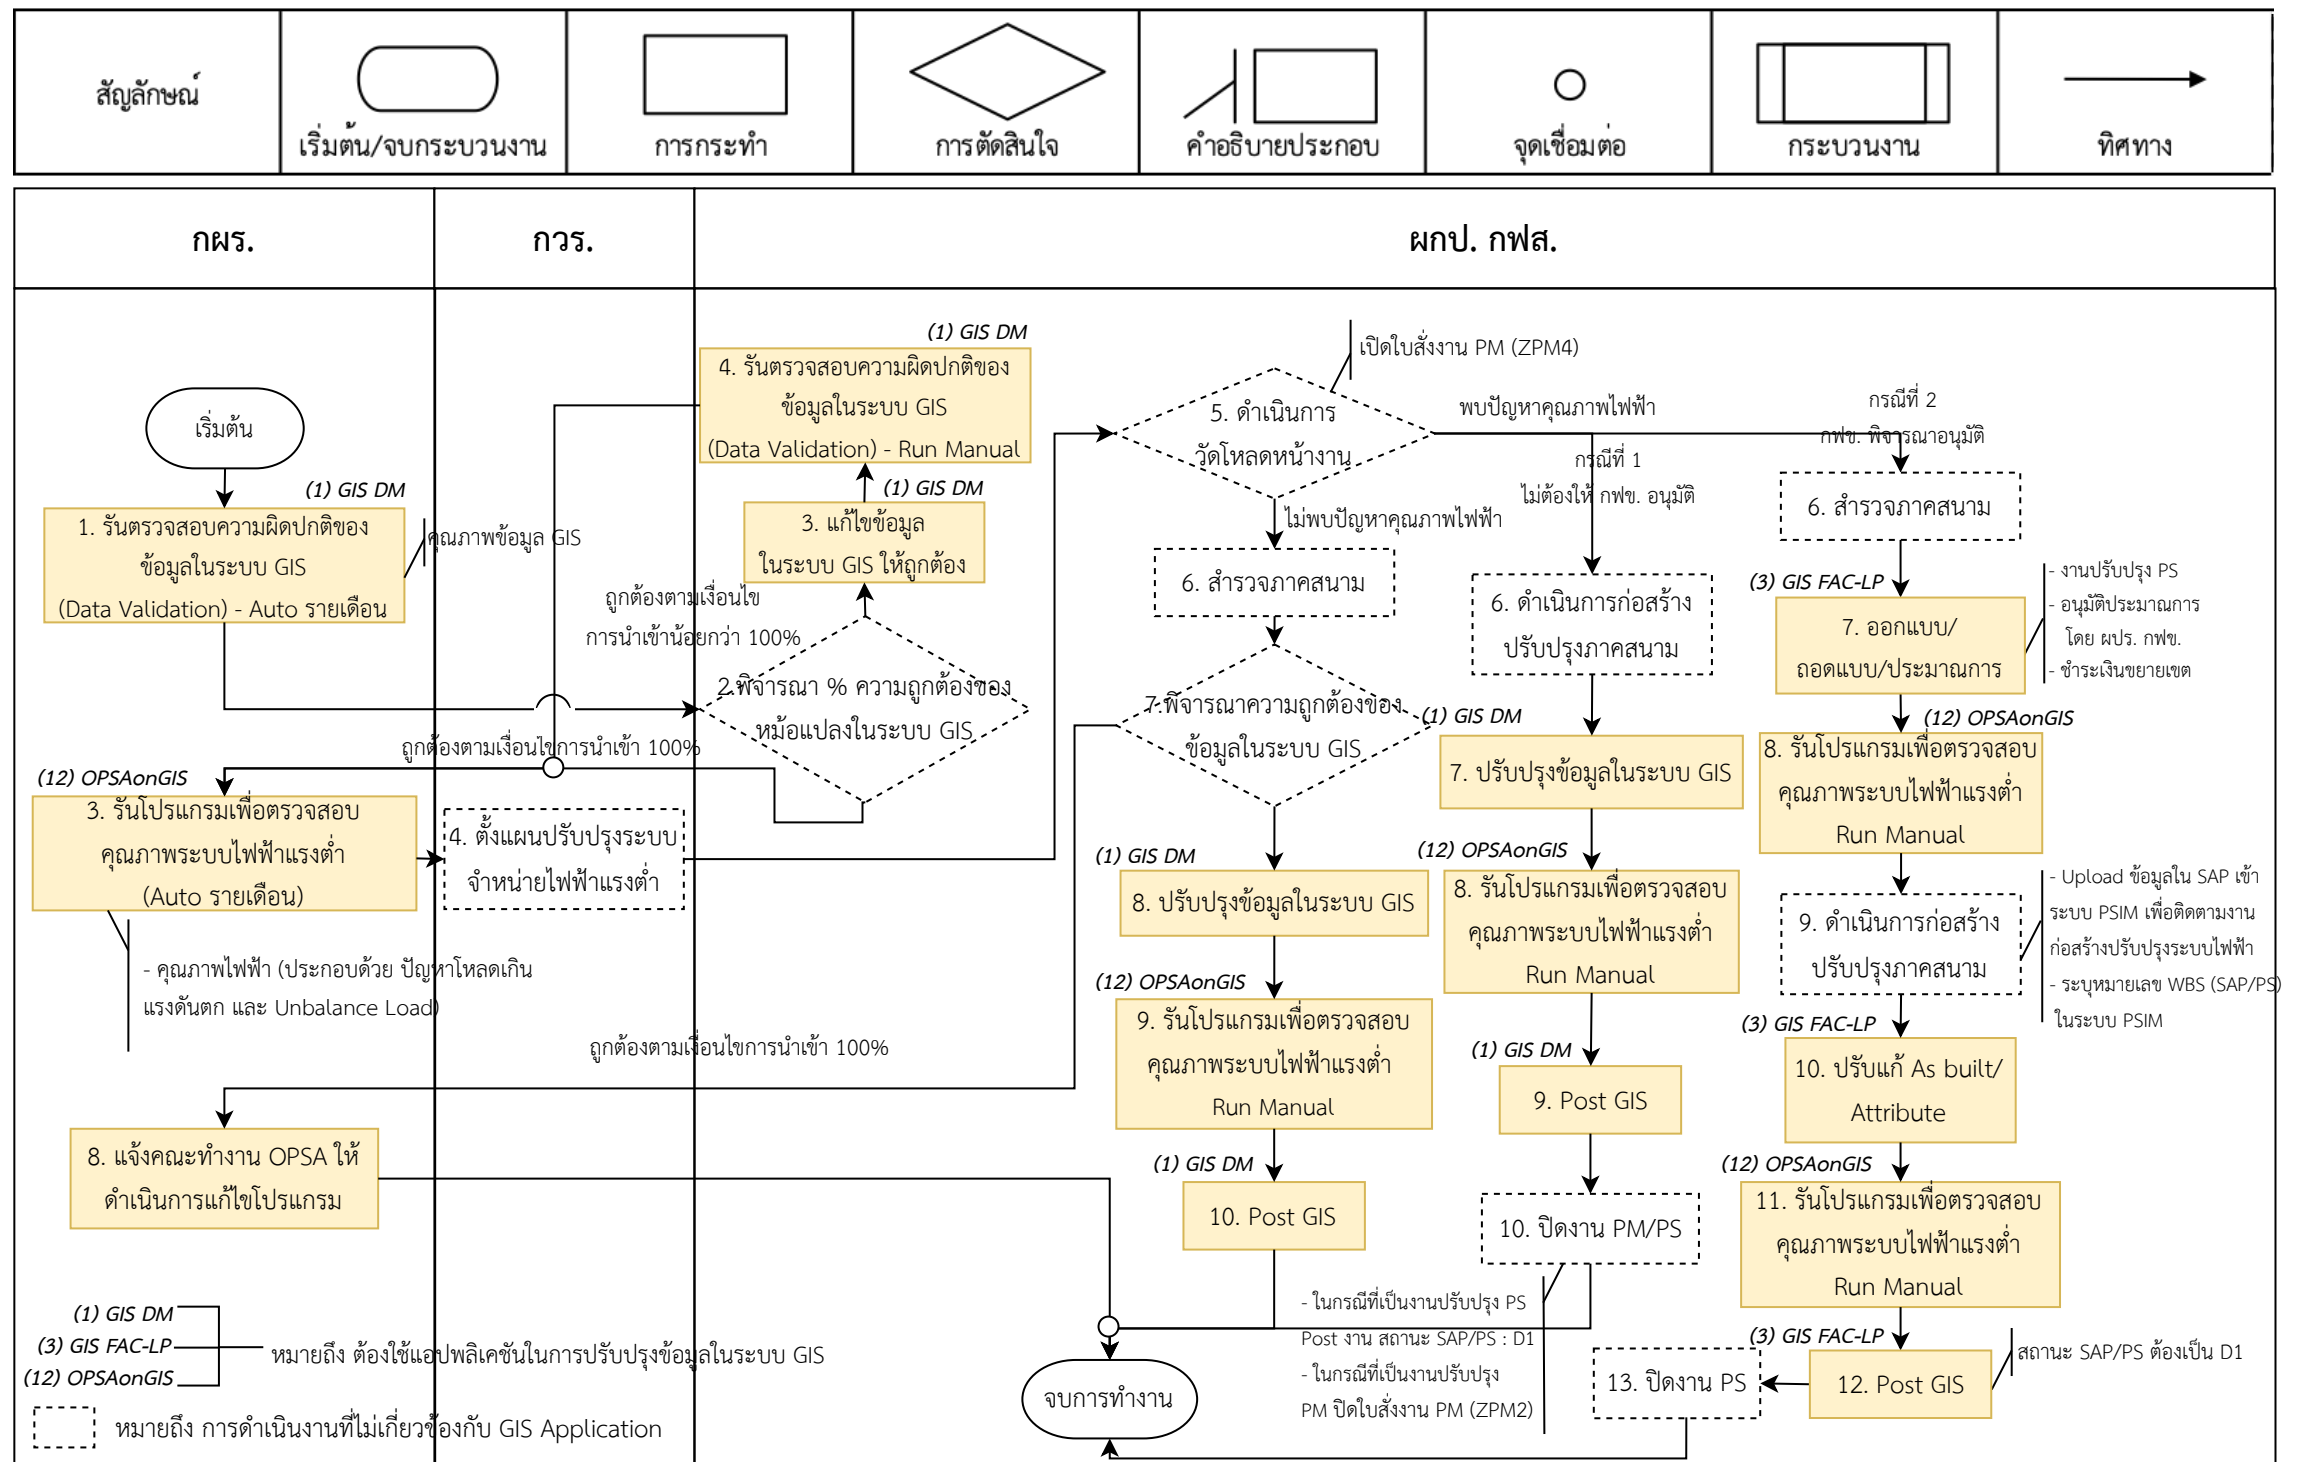 สัญลักษณ์
เริ่มต้น/จบกระบวนงาน
การกระทำ
การตัดสินใจ
คำอธิบายประกอบ
จุดเชื่อมต่อ
กระบวนงาน
ทิศทาง
กผร.
กวร.
ผกป. กฟส.
เริ่มต้น
(1) GIS DM
1. รันตรวจสอบความผิดปกติของ
ข้อมูลในระบบ GIS
(Data Validation) - Auto รายเดือน
คุณภาพข้อมูล GIS
(1) GIS DM
4. รันตรวจสอบความผิดปกติของ
ข้อมูลในระบบ GIS
(Data Validation) - Run Manual
(1) GIS DM
3. แก้ไขข้อมูล
ในระบบ GIS ให้ถูกต้อง
ถูกต้องตามเงื่อนไข
การนำเข้าน้อยกว่า 100%
2.พิจารณา % ความถูกต้องของ
หม้อแปลงในระบบ GIS
ถูกต้องตามเงื่อนไขการนำเข้า 100%
(12) OPSAonGIS
3. รันโปรแกรมเพื่อตรวจสอบ
คุณภาพระบบไฟฟ้าแรงต่ำ
(Auto รายเดือน)
- คุณภาพไฟฟ้า (ประกอบด้วย ปัญหาโหลดเกิน
แรงดันตก และ Unbalance Load)
4. ตั้งแผนปรับปรุงระบบ
จำหน่ายไฟฟ้าแรงต่ำ
เปิดใบสั่งงาน PM (ZPM4)
5. ดำเนินการ
วัดโหลดหน้างาน
พบปัญหาคุณภาพไฟฟ้า
ไม่พบปัญหาคุณภาพไฟฟ้า
6. สำรวจภาคสนาม
7.พิจารณาความถูกต้องของ
ข้อมูลในระบบ GIS
ถูกต้องตามเงื่อนไขการนำเข้า 100%
8. แจ้งคณะทำงาน OPSA ให้
ดำเนินการแก้ไขโปรแกรม
(1) GIS DM
8. ปรับปรุงข้อมูลในระบบ GIS
(12) OPSAonGIS
9. รันโปรแกรมเพื่อตรวจสอบ
คุณภาพระบบไฟฟ้าแรงต่ำ
Run Manual
(1) GIS DM
10. Post GIS
กรณีที่ 1
ไม่ต้องให้ กฟข. อนุมัติ
6. ดำเนินการก่อสร้าง
ปรับปรุงภาคสนาม
(1) GIS DM
7. ปรับปรุงข้อมูลในระบบ GIS
(12) OPSAonGIS
8. รันโปรแกรมเพื่อตรวจสอบ
คุณภาพระบบไฟฟ้าแรงต่ำ
Run Manual
(1) GIS DM
9. Post GIS
10. ปิดงาน PM/PS
- ในกรณีที่เป็นงานปรับปรุง PS
Post งาน สถานะ SAP/PS : D1
- ในกรณีที่เป็นงานปรับปรุง
PM ปิดใบสั่งงาน PM (ZPM2)
กรณีที่ 2
กฟข. พิจารณาอนุมัติ
6. สำรวจภาคสนาม
(3) GIS FAC-LP
7. ออกแบบ/
ถอดแบบ/ประมาณการ
- งานปรับปรุง PS
- อนุมัติประมาณการ
โดย ผปร. กฟข.
- ชำระเงินขยายเขต
(12) OPSAonGIS
8. รันโปรแกรมเพื่อตรวจสอบ
คุณภาพระบบไฟฟ้าแรงต่ำ
Run Manual
9. ดำเนินการก่อสร้าง
ปรับปรุงภาคสนาม
- Upload ข้อมูลใน SAP เข้า
ระบบ PSIM เพื่อติดตามงาน
ก่อสร้างปรับปรุงระบบไฟฟ้า
- ระบุหมายเลข WBS (SAP/PS)
ในระบบ PSIM
(3) GIS FAC-LP
10. ปรับแก้ As built/
Attribute
(12) OPSAonGIS
11. รันโปรแกรมเพื่อตรวจสอบ
คุณภาพระบบไฟฟ้าแรงต่ำ
Run Manual
(3) GIS FAC-LP
12. Post GIS
สถานะ SAP/PS ต้องเป็น D1
13. ปิดงาน PS
จบการทำงาน
(1) GIS DM
(3) GIS FAC-LP
(12) OPSAonGIS
หมายถึง ต้องใช้แอปพลิเคชันในการปรับปรุงข้อมูลในระบบ GIS
หมายถึง การดำเนินงานที่ไม่เกี่ยวข้องกับ GIS Application